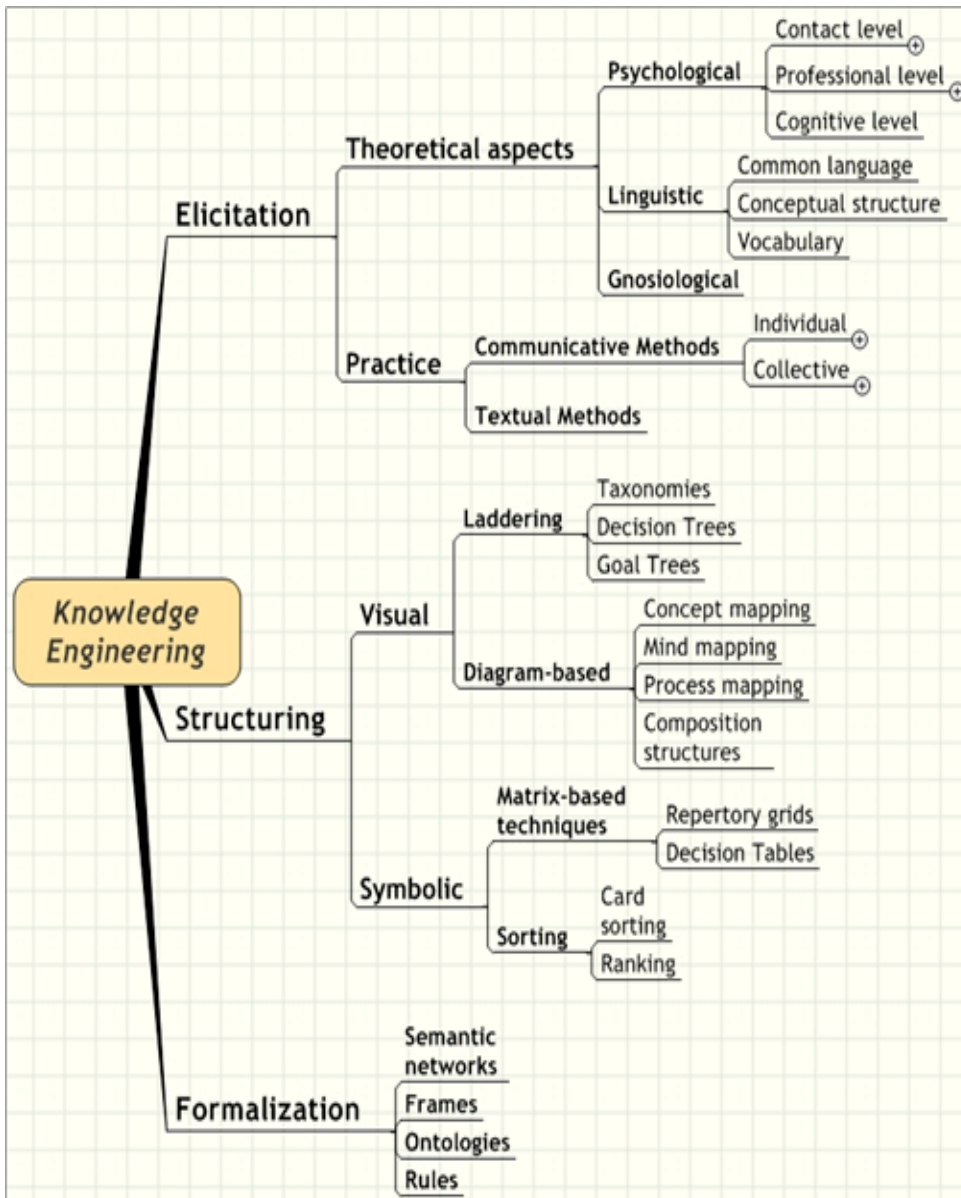 Knowledge
Engineering
Elicitation
Theoretical aspects
Psychological
Contact level
Professional level
Cognitive level
Linguistic
Common language
Conceptual structure
Vocabulary
Gnosiological
Practice
Communicative Methods
Individual
Collective
Textual Methods
Structuring
Visual
Laddering
Taxonomies
Decision Trees
Goal Trees
Diagram-based
Concept mapping
Mind mapping
Process mapping
Composition
structures
Symbolic
Matrix-based
techniques
Repertory grids
Decision Tables
Sorting
Card
sorting
Ranking
Formalization
Semantic
networks
Frames
Ontologies
Rules